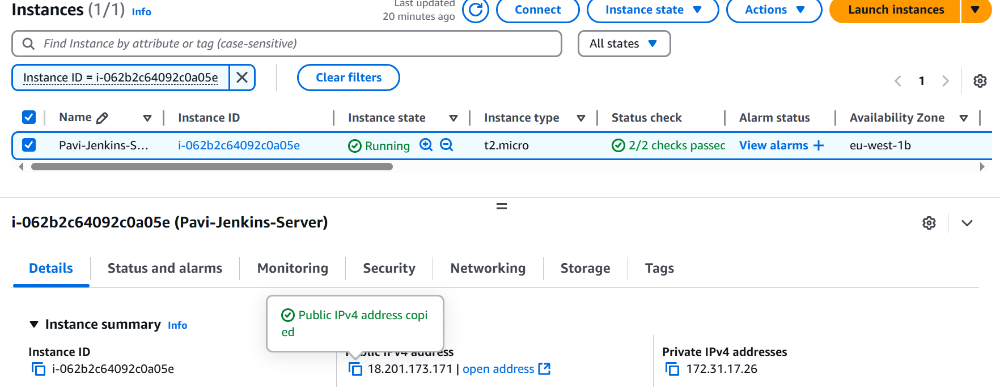 Instances (1/1) Info
Last updated
20 minutes ago
Connect
Instance state
Actions
Launch instances
Find Instance by attribute or tag (case-sensitive)
All states
Instance ID = i-062b2c64092c0a05e
Clear filters
1
Name Instance ID Instance state Instance type Status check Alarm status Availability Zone
Pavi-Jenkins-S... i-062b2c64092c0a05e Running t2.micro 2/2 checks passed View alarms + eu-west-1b
i-062b2c64092c0a05e (Pavi-Jenkins-Server)
Details Status and alarms Monitoring Security Networking Storage Tags
Public IPv4 address copi
ed
Instance summary Info
Instance ID
i-062b2c64092c0a05e
Public IPv4 address
18.201.173.171 | open address
Private IPv4 addresses
172.31.17.26